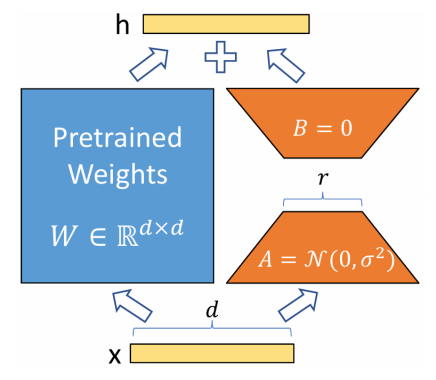 h
Pretrained
Weights
W ∈ ℝ^{d×d}
B = 0
r
A = 𝒩(0, σ²)
d
x